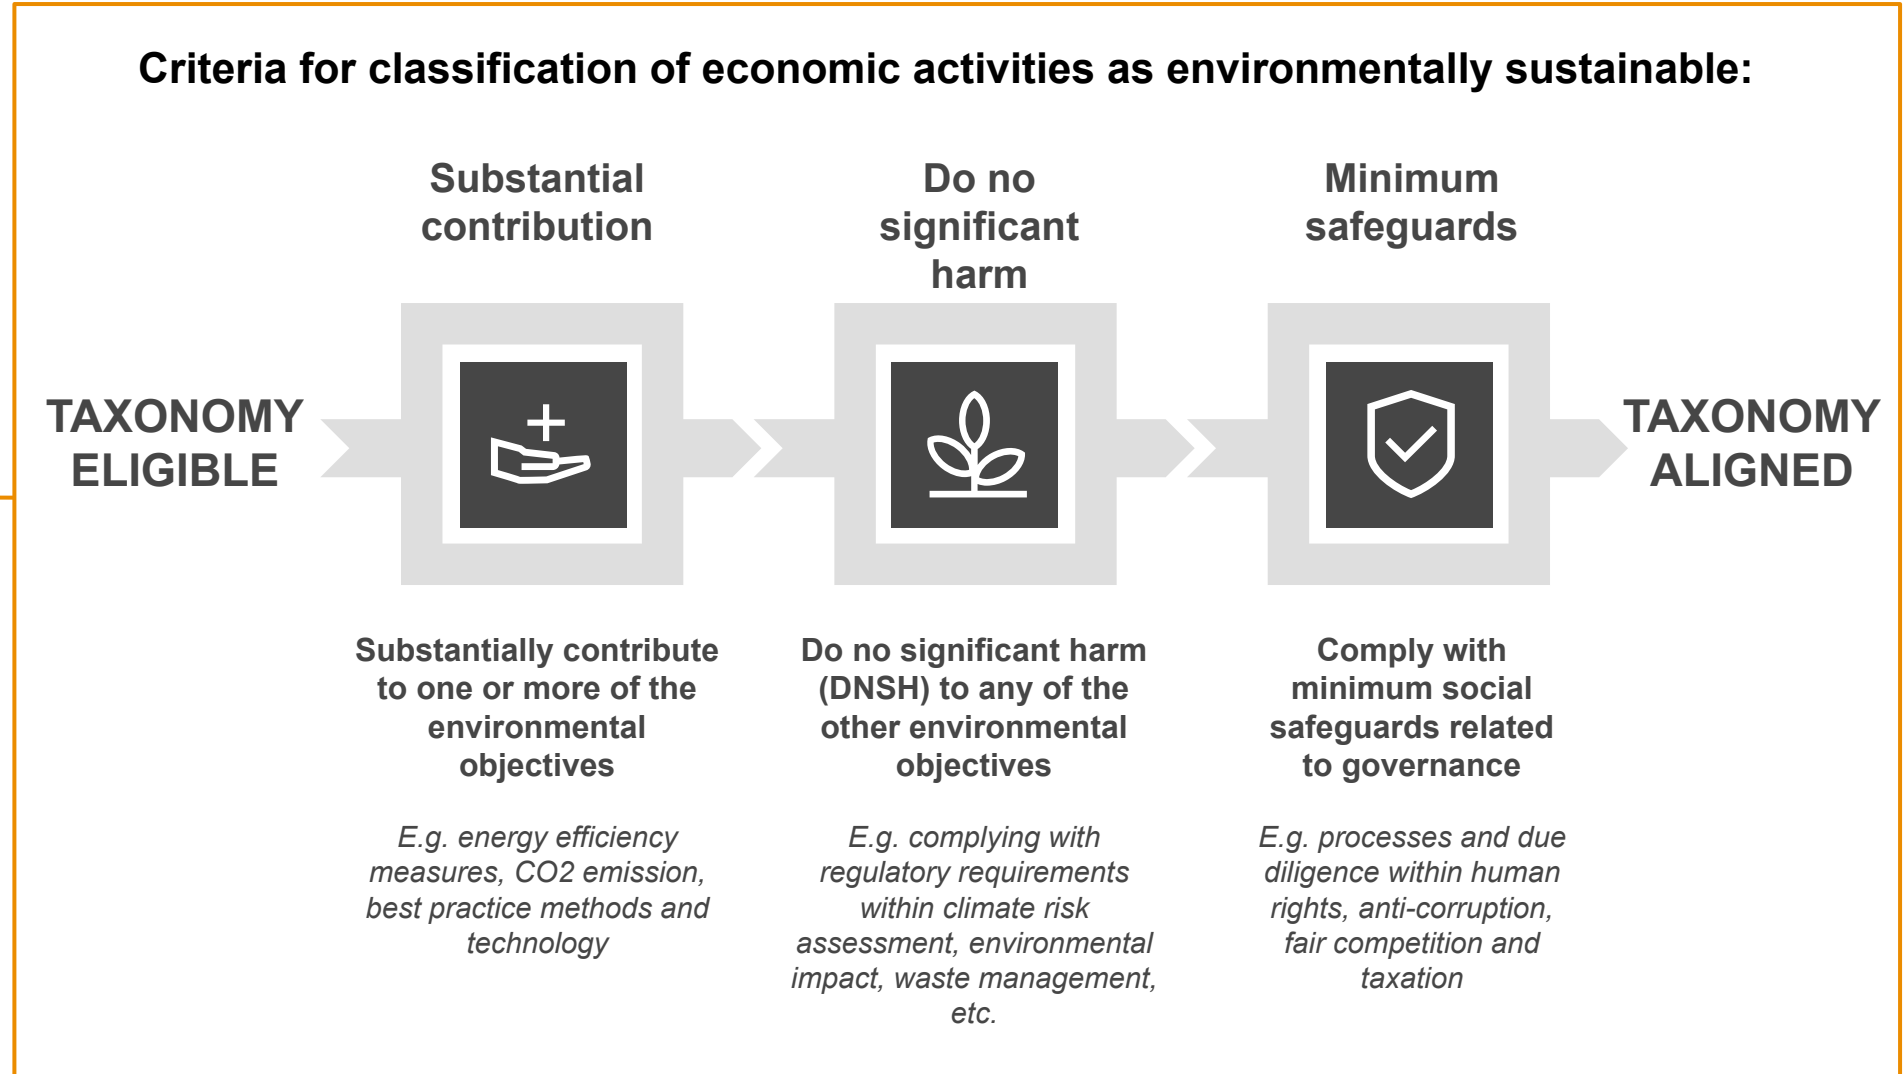 Criteria for classification of economic activities as environmentally sustainable:
TAXONOMY
ELIGIBLE
Substantial
contribution
Substantially contribute
to one or more of the
environmental
objectives
E.g. energy efficiency
measures, CO2 emission,
best practice methods and
technology
Do no
significant
harm
Do no significant harm
(DNSH) to any of the
other environmental
objectives
E.g. complying with
regulatory requirements
within climate risk
assessment, environmental
impact, waste management,
etc.
Minimum
safeguards
Comply with
minimum social
safeguards related
to governance
E.g. processes and due
diligence within human
rights, anti-corruption,
fair competition and
taxation
TAXONOMY
ALIGNED